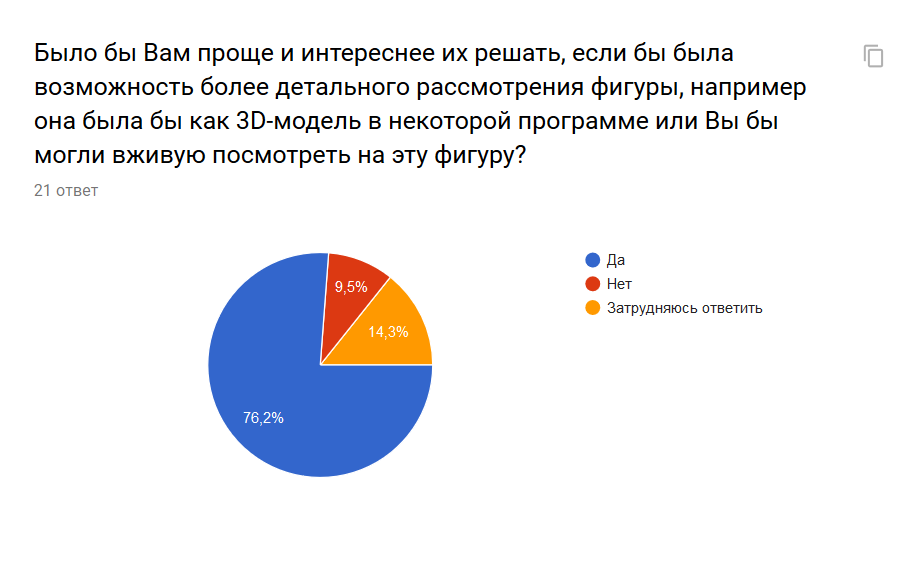 Было бы Вам проще и интереснее их решать, если бы была
возможность более детального рассмотрения фигуры, например
она была бы как 3D-модель в некоторой программе или Вы бы
могли вживую посмотреть на эту фигуру?
21 ответ
Да
Нет
Затрудняюсь ответить
9,5%
14,3%
76,2%